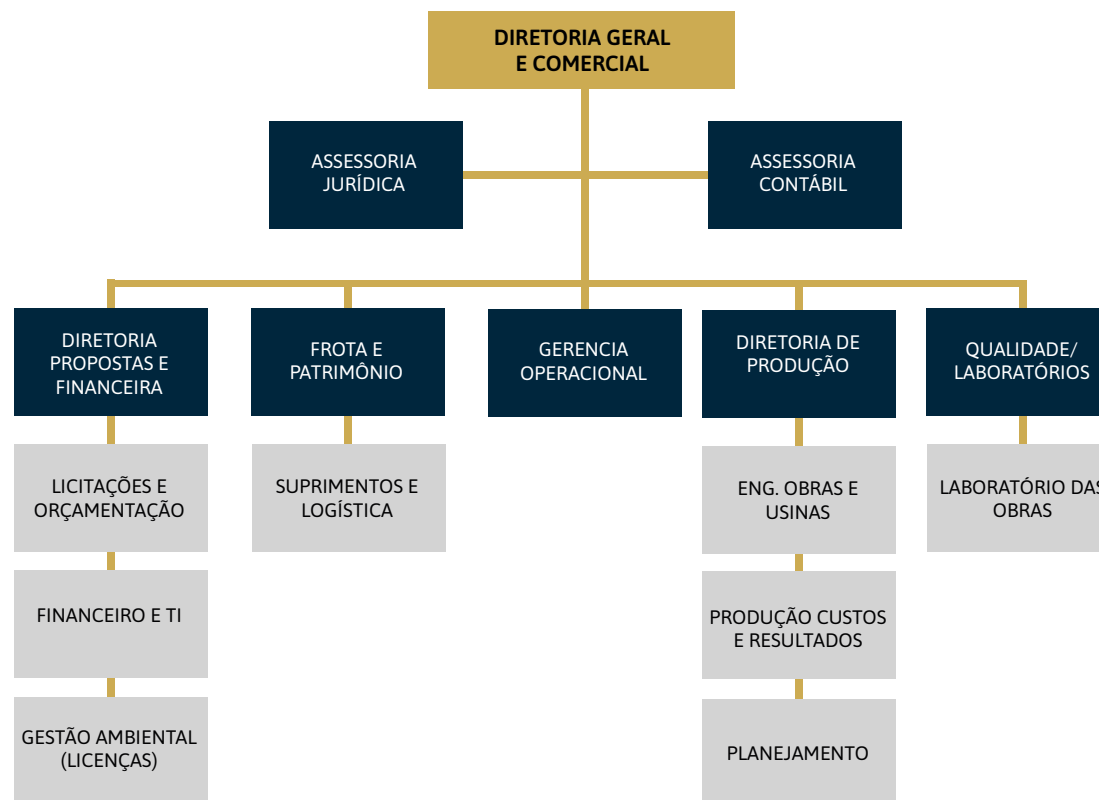 DIRETORIA GERAL
E COMERCIAL
ASSESSORIA
JURÍDICA
ASSESSORIA
CONTÁBIL
DIRETORIA
PROPOSTAS E
FINANCEIRA
FROTA E
PATRIMÔNIO
GERENCIA
OPERACIONAL
DIRETORIA DE
PRODUÇÃO
QUALIDADE/
LABORATÓRIOS
LICITAÇÕES E
ORÇAMENTAÇÃO
SUPRIMENTOS E
LOGÍSTICA
ENG. OBRAS E
USINAS
LABORATÓRIO DAS
OBRAS
FINANCEIRO E TI
PRODUÇÃO CUSTOS
E RESULTADOS
GESTÃO AMBIENTAL
(LICENÇAS)
PLANEJAMENTO